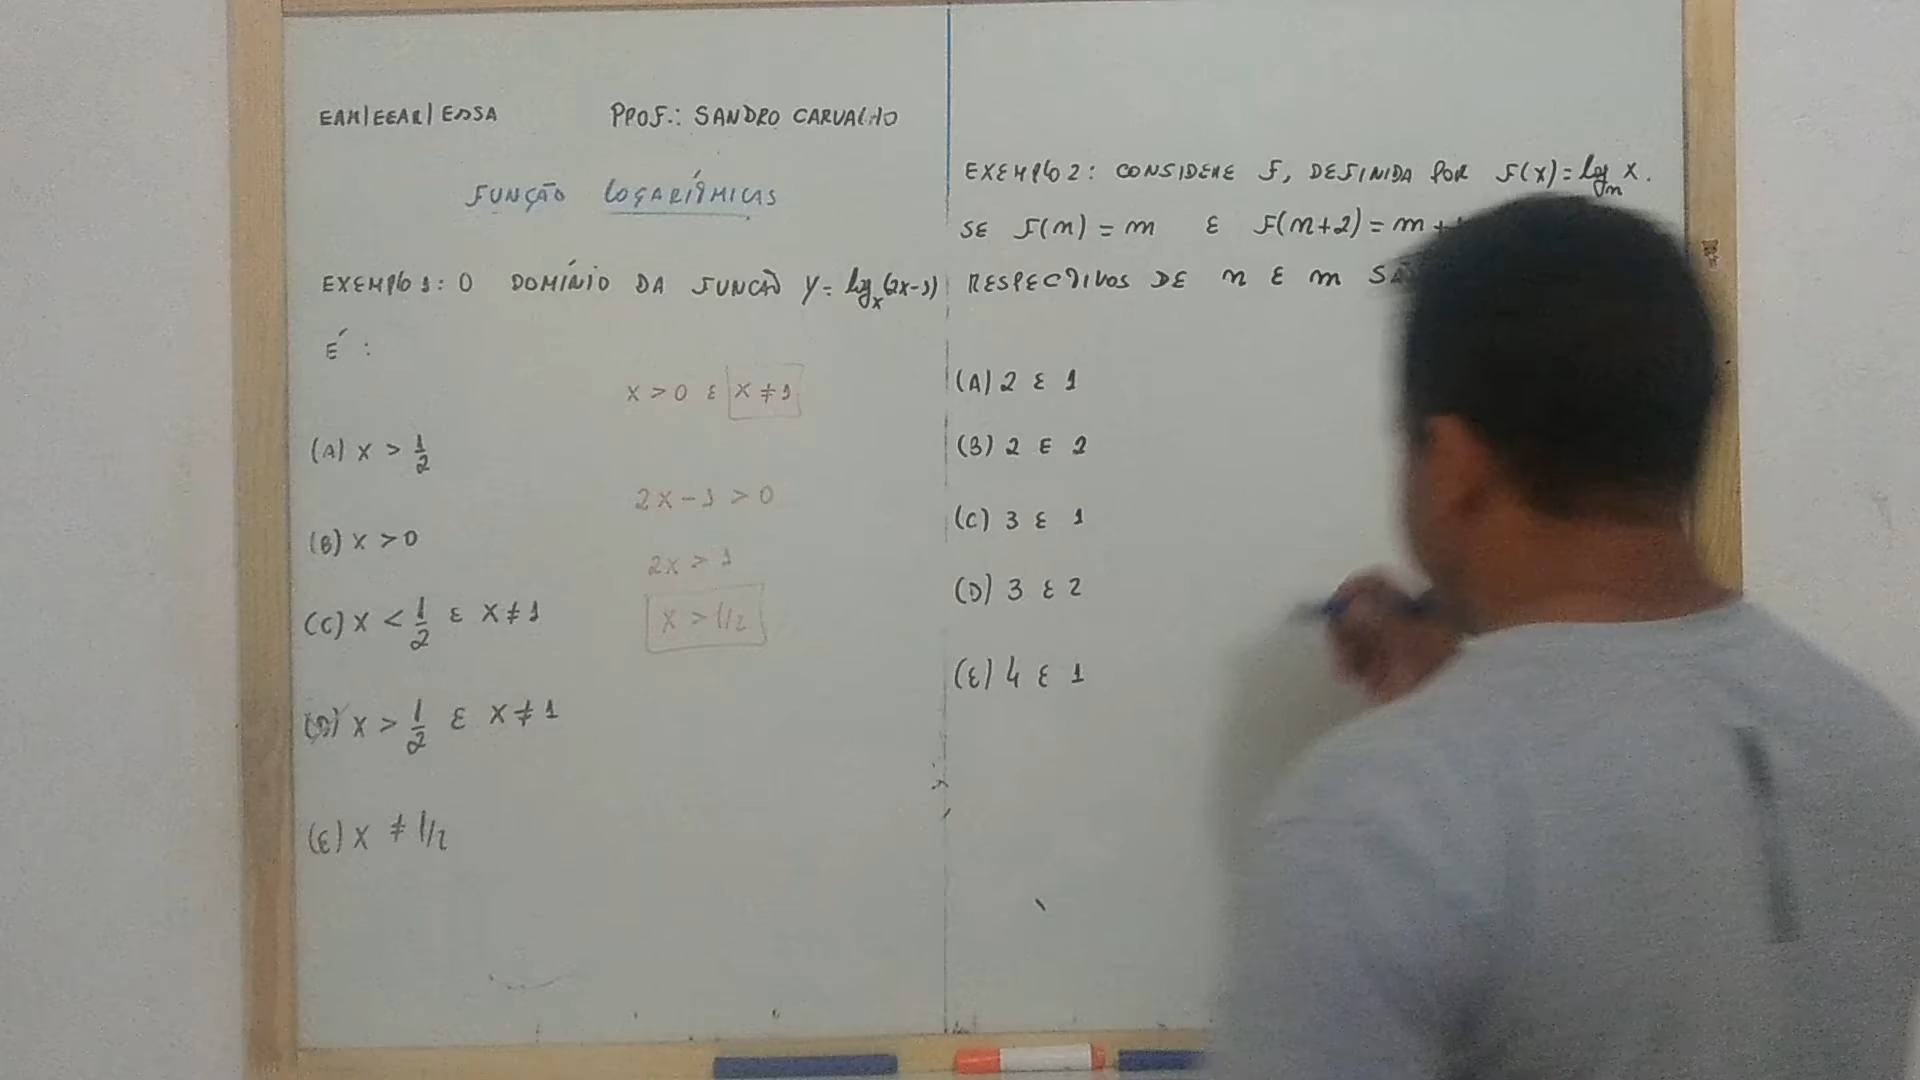 EAM/EEAR/ESSA PROF.: SANDRO CARVALHO
FUNÇÃO LOGARÍTMICAS
EXEMPLO 1: O DOMÍNIO DA FUNÇÃO y = log_x(2x-1)
É:
x > 0 E x ≠ 1
(A) x > 1/2
2x - 1 > 0
(B) x > 0
2x > 1
x > 1/2
(C) x < 1/2 E x ≠ 1
(D) x > 1/2 E x ≠ 1
(E) x ≠ 1/2
EXEMPLO 2: CONSIDERE F, DEFINIDA POR F(x) = log_n x.
SE F(n) = m E F(n+2) = m +
RESPECTIVOS DE n E m
(A) 2 E 1
(B) 2 E 2
(C) 3 E 1
(D) 3 E 2
(E) 4 E 1